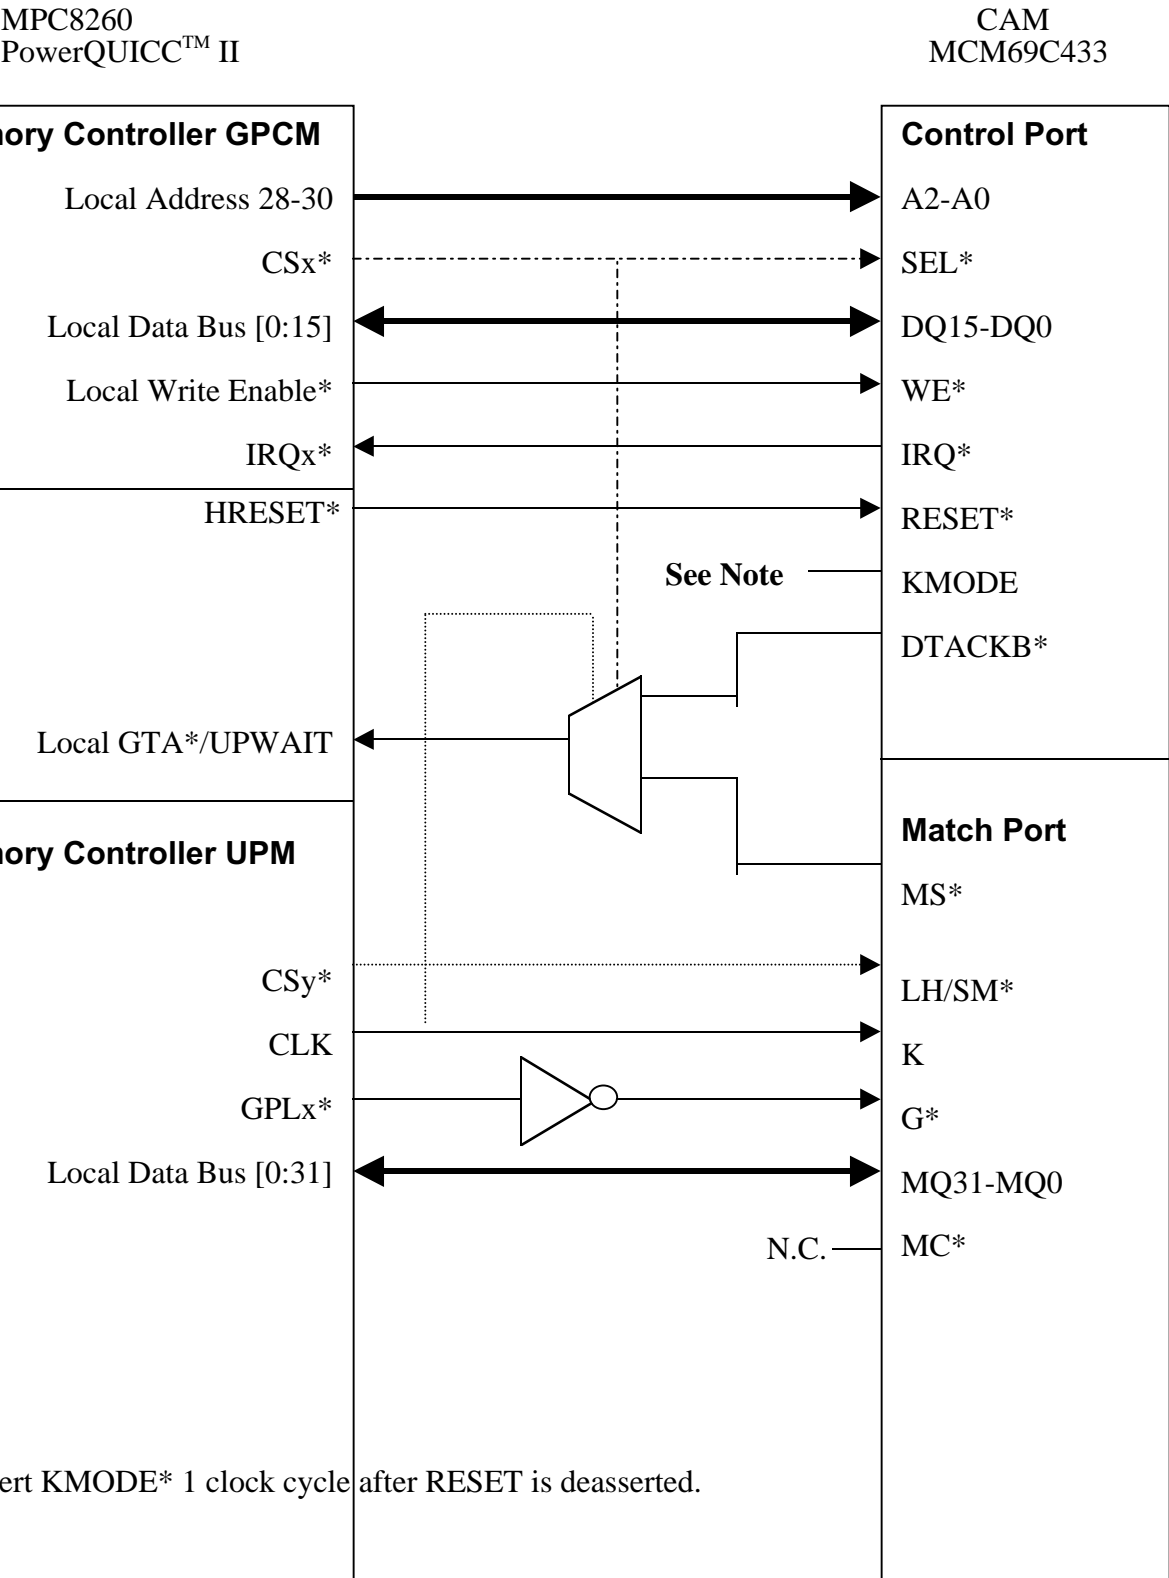 MPC8260
PowerQUICC™ II
CAM
MCM69C433
ory Controller GPCM
Local Address 28-30
CSx*
Local Data Bus [0:15]
Local Write Enable*
IRQx*
HRESET*
Local GTA*/UPWAIT
ory Controller UPM
CSy*
CLK
GPLx*
Local Data Bus [0:31]
Control Port
A2-A0
SEL*
DQ15-DQ0
WE*
IRQ*
RESET*
See Note
KMODE
DTACKB*
Match Port
MS*
LH/SM*
K
G*
MQ31-MQ0
N.C.
MC*
ert KMODE* 1 clock cycle after RESET is deasserted.